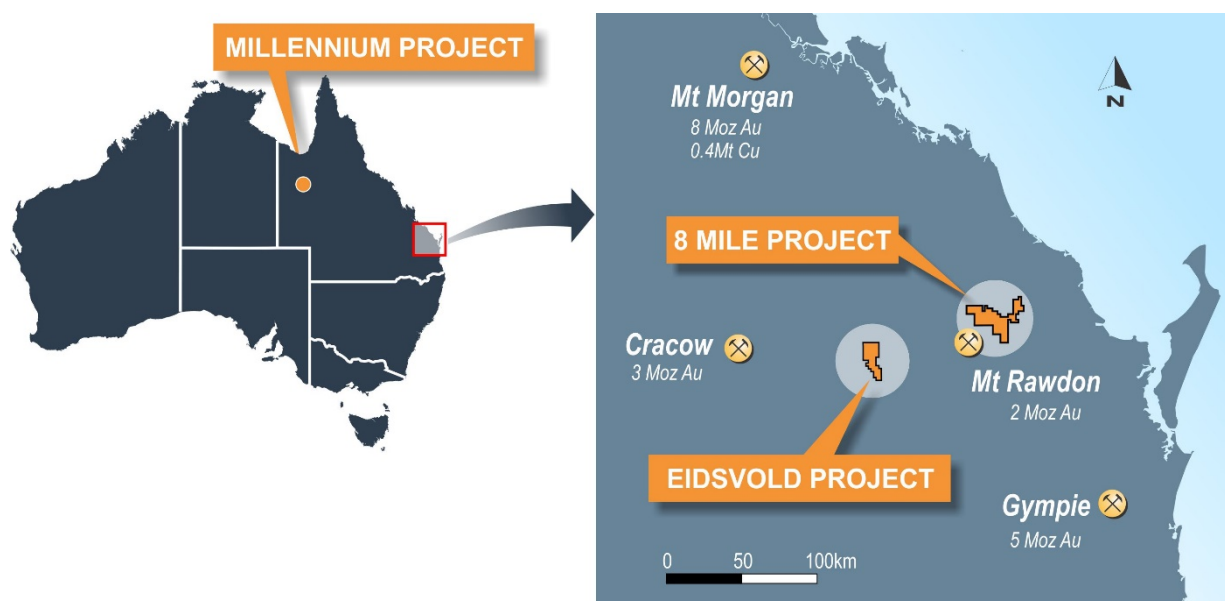 MILLENNIUM PROJECT
Mt Morgan
8 Moz Au
0.4Mt Cu
N
8 MILE PROJECT
Cracow
3 Moz Au
Mt Rawdon
2 Moz Au
EIDSVOLD PROJECT
Gympie
5 Moz Au
0 50 100km